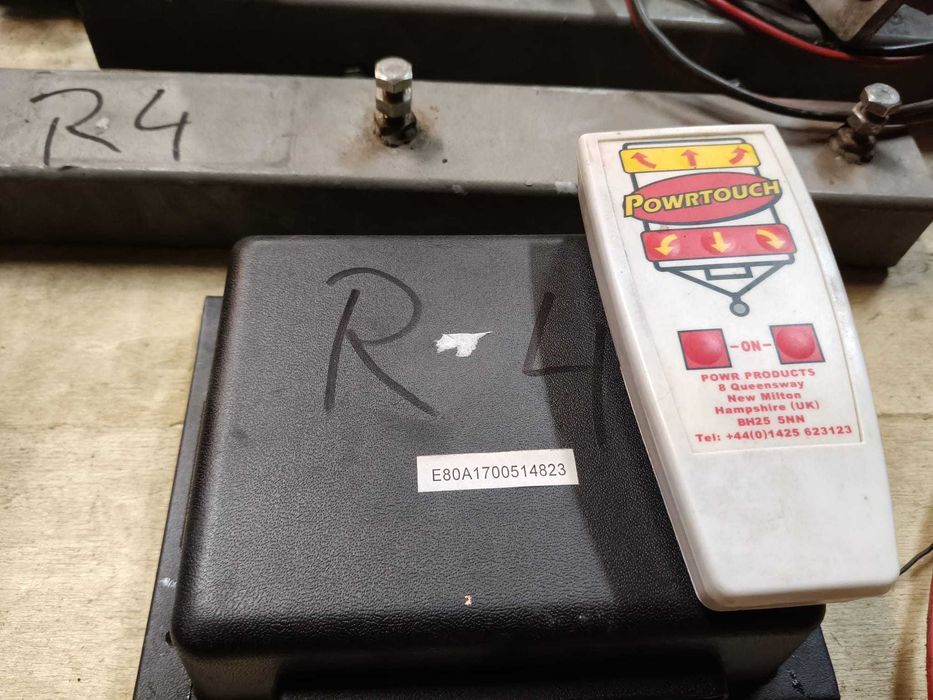 R4
R-4
E80A1700514823
POWRTOUCH
-ON-
POWR PRODUCTS
8 Queensway
New Milton
Hampshire (UK)
BH25 5NN
Tel: +44(0)1425 623123